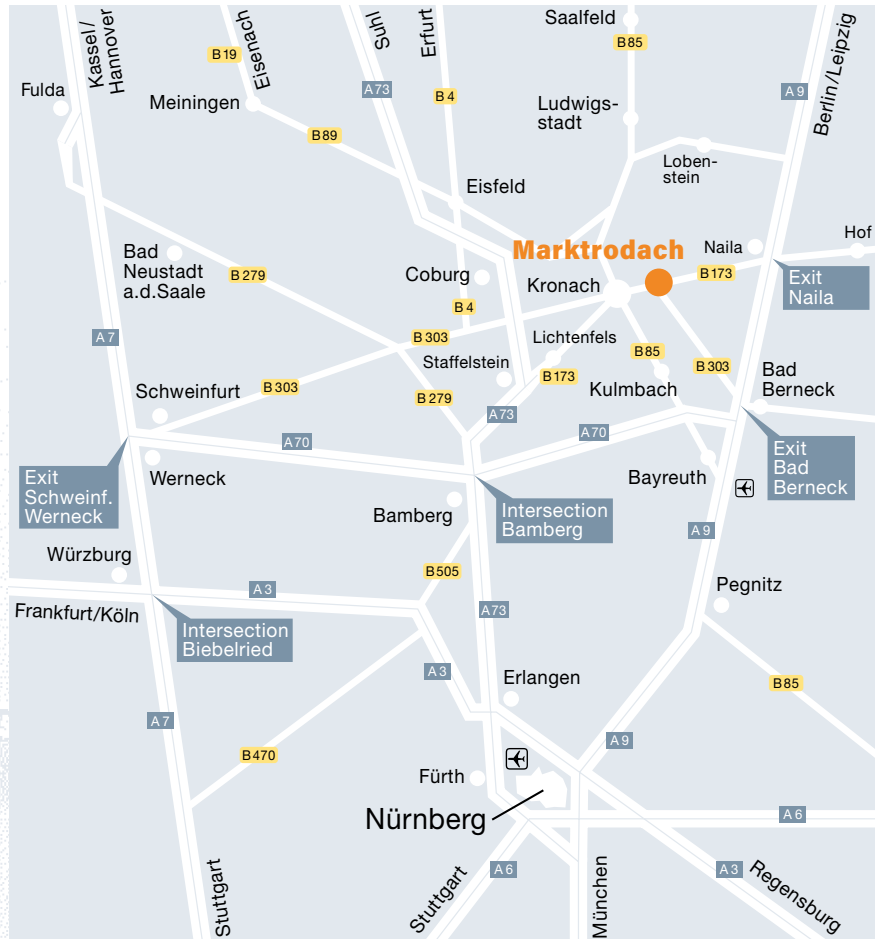 Kassel/
Hannover
B19
Eisenach
Suhl
Erfurt
Saalfeld
B85
Berlin/Leipzig
Fulda
Meiningen
A73
B4
Ludwigs-
stadt
A9
B89
Loben-
stein
Eisfeld
Bad
Neustadt
a.d.Saale
B279
Marktrodach
Naila
Hof
Coburg
Kronach
B173
Exit
Naila
B4
A7
B303
Lichtenfels
B85
B303
Staffelstein
B173
Kulmbach
Bad
Berneck
Schweinfurt
B303
B279
A73
A70
A70
Exit
Schweinf.
Werneck
Werneck
Bayreuth
Exit
Bad
Berneck
Bamberg
Intersection
Bamberg
A9
Würzburg
B505
A3
Pegnitz
Frankfurt/Köln
A73
Intersection
Biebelried
A3
Erlangen
B85
A7
B470
A9
Fürth
Nürnberg
A6
Stuttgart
Stuttgart
A6
München
A3
Regensburg